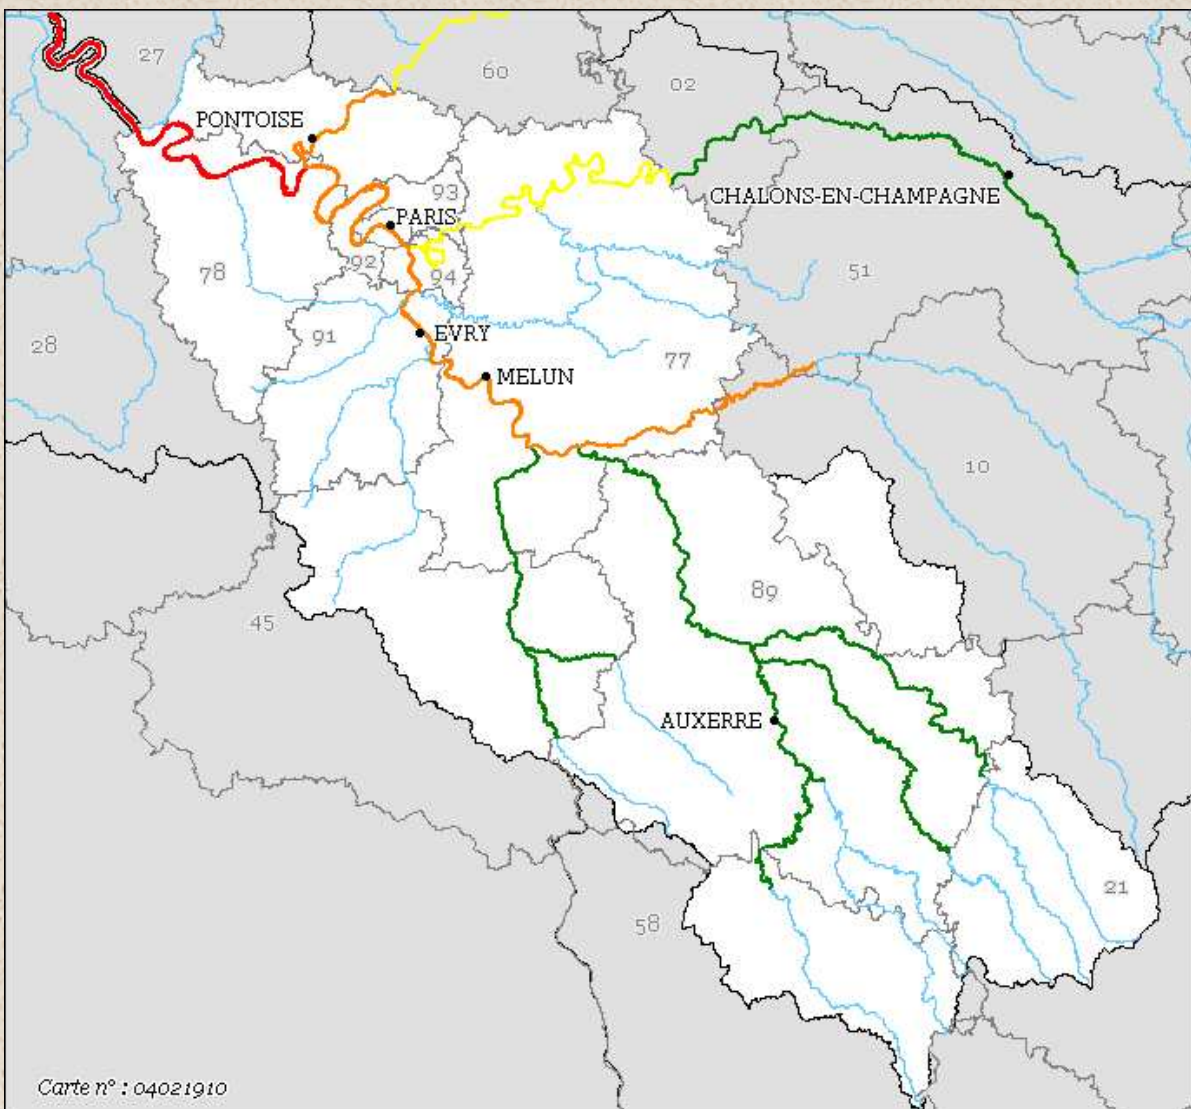 27
60
02
PONTOISE
93
CHALONS-EN-CHAMPAGNE
PARIS
92
94
78
51
91
EVRY
28
77
MELUN
10
89
45
AUXERRE
21
58
Carte n° : 04021910